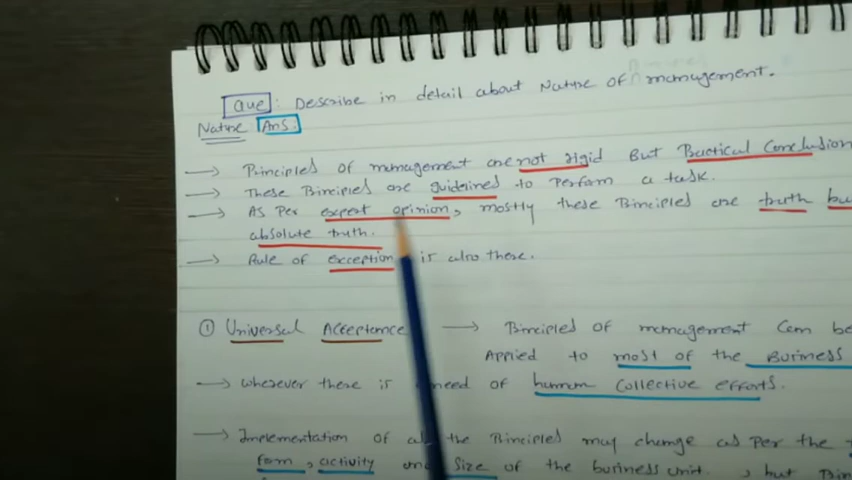 Que: Describe in detail about Nature of management.
Nature Ans:
→ Principles of management are not rigid But Practical Conclusion
→ These Principles are guidelines to Perform a task.
→ As Per expert opinion, mostly these Principles are truth bu
absolute truth.
→ Rule of exception is also there.
① Universal Acceptance → Principles of management Can be
Applied to most of the Business
→ wherever there is need of human Collective efforts.
→ Implementation of all the Principles may change as per the
form, activity and size of the business unit. , but Prin